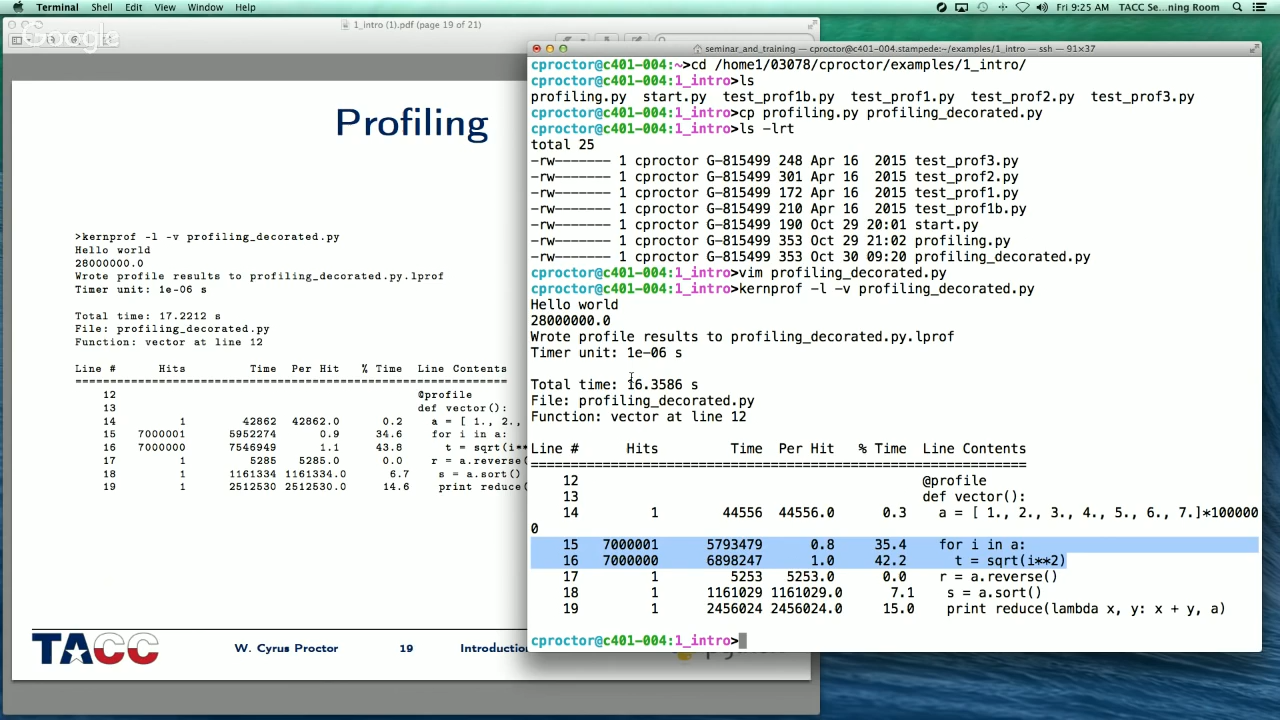 Terminal Shell Edit View Window Help
Fri 9:25 AM TACC Se...ning Room
1_intro (1).pdf (page 19 of 21)
Google
Profiling
>kernprof -l -v profiling_decorated.py
Hello world
28000000.0
Wrote profile results to profiling_decorated.py.lprof
Timer unit: 1e-06 s
Total time: 17.2212 s
File: profiling_decorated.py
Function: vector at line 12
Line # Hits Time Per Hit % Time Line Contents
==================================================
12 @profile
13 def vector():
14 1 42862 42862.0 0.2 a = [ 1., 2.,
15 7000001 5952274 0.9 34.6 for i in a:
16 7000000 7546949 1.1 43.8 t = sqrt(i**
17 1 5285 5285.0 0.0 r = a.reverse(
18 1 1161334 1161334.0 6.7 s = a.sort()
19 1 2512530 2512530.0 14.6 print reduce(
TACC
W. Cyrus Proctor 19 Introduction
seminar_and_training — cproctor@c401-004.stampede:~/examples/1_intro — ssh — 91×37
cproctor@c401-004:~>cd /home1/03078/cproctor/examples/1_intro/
cproctor@c401-004:1_intro>ls
profiling.py start.py test_prof1b.py test_prof1.py test_prof2.py test_prof3.py
cproctor@c401-004:1_intro>cp profiling.py profiling_decorated.py
cproctor@c401-004:1_intro>ls -lrt
total 25
-rw------- 1 cproctor G-815499 248 Apr 16 2015 test_prof3.py
-rw------- 1 cproctor G-815499 301 Apr 16 2015 test_prof2.py
-rw------- 1 cproctor G-815499 172 Apr 16 2015 test_prof1.py
-rw------- 1 cproctor G-815499 210 Apr 16 2015 test_prof1b.py
-rw------- 1 cproctor G-815499 190 Oct 29 20:01 start.py
-rw------- 1 cproctor G-815499 353 Oct 29 21:02 profiling.py
-rw------- 1 cproctor G-815499 353 Oct 30 09:20 profiling_decorated.py
cproctor@c401-004:1_intro>vim profiling_decorated.py
cproctor@c401-004:1_intro>kernprof -l -v profiling_decorated.py
Hello world
28000000.0
Wrote profile results to profiling_decorated.py.lprof
Timer unit: 1e-06 s
Total time: 16.3586 s
File: profiling_decorated.py
Function: vector at line 12
Line # Hits Time Per Hit % Time Line Contents
==============================================================
12 @profile
13 def vector():
14 1 44556 44556.0 0.3 a = [ 1., 2., 3., 4., 5., 6., 7.]*100000
0
15 7000001 5793479 0.8 35.4 for i in a:
16 7000000 6898247 1.0 42.2 t = sqrt(i**2)
17 1 5253 5253.0 0.0 r = a.reverse()
18 1 1161029 1161029.0 7.1 s = a.sort()
19 1 2456024 2456024.0 15.0 print reduce(lambda x, y: x + y, a)
cproctor@c401-004:1_intro>